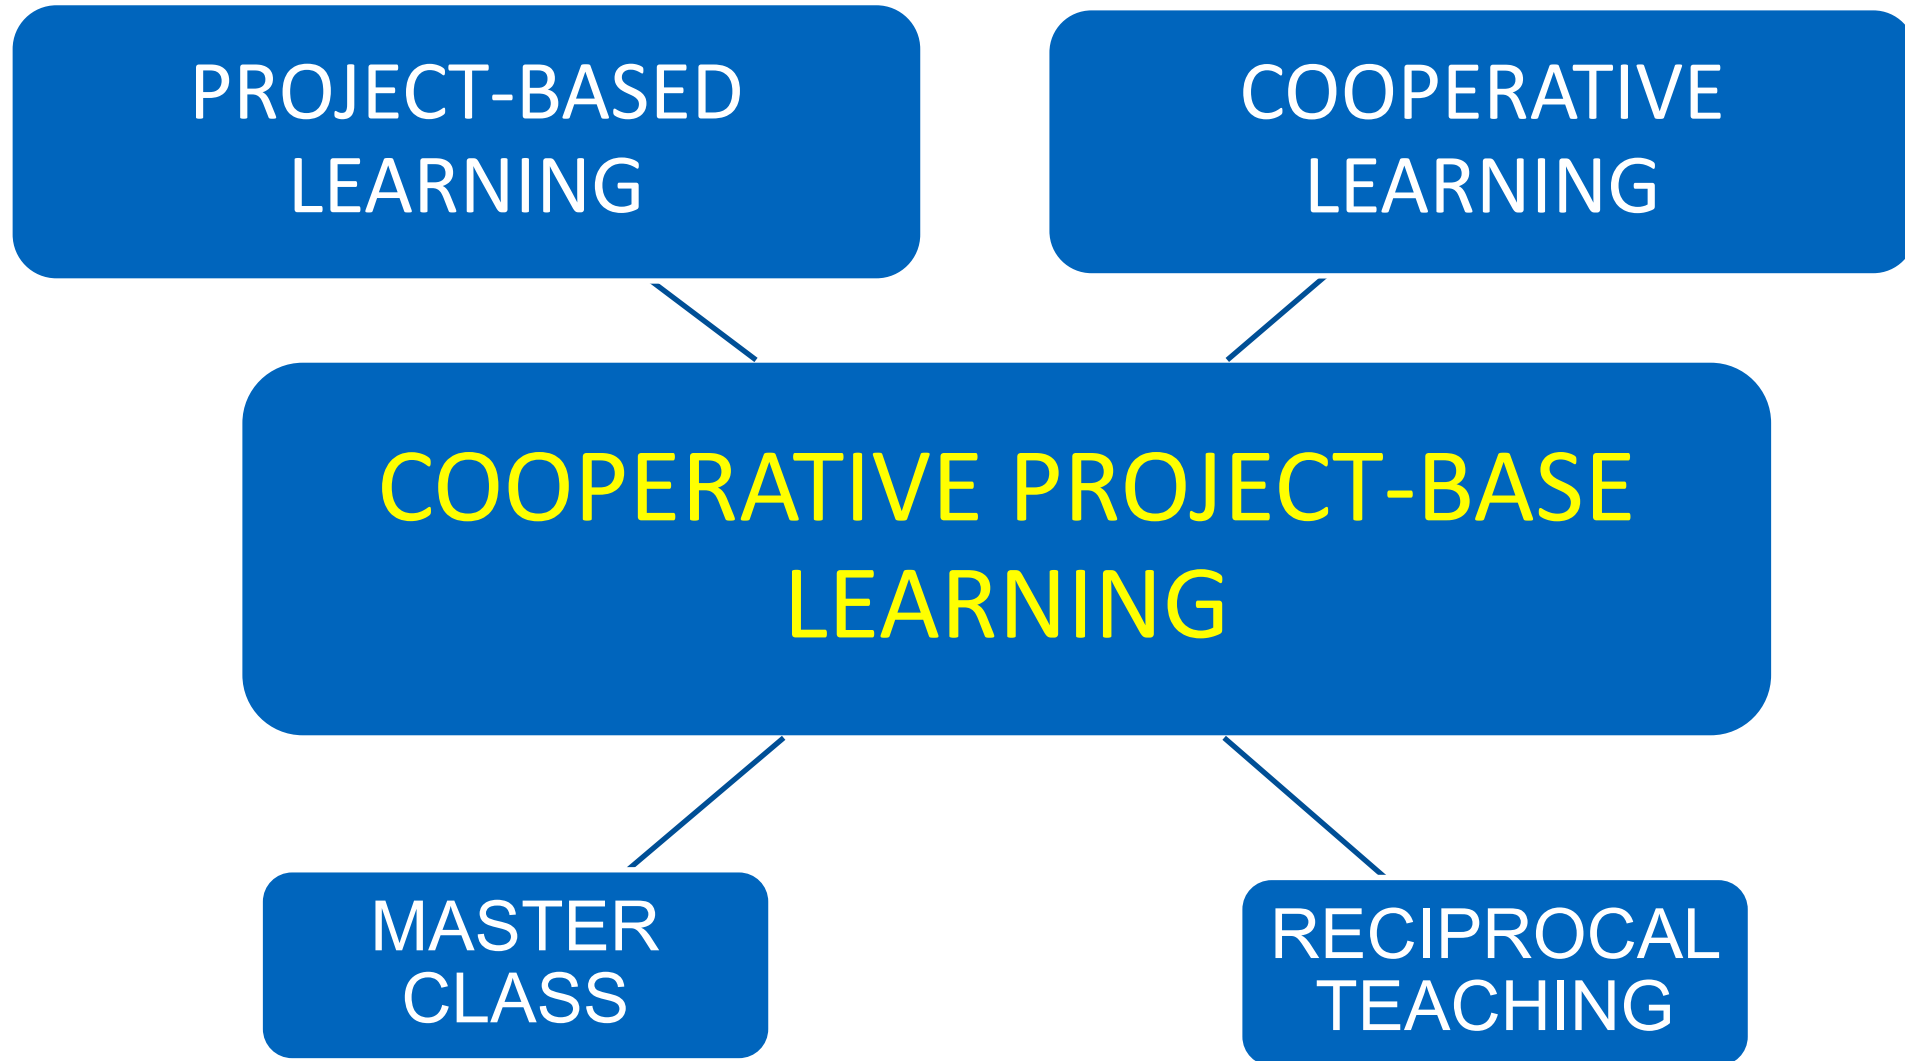 PROJECT-BASED
LEARNING
COOPERATIVE
LEARNING
COOPERATIVE PROJECT-BASE
LEARNING
MASTER
CLASS
RECIPROCAL
TEACHING